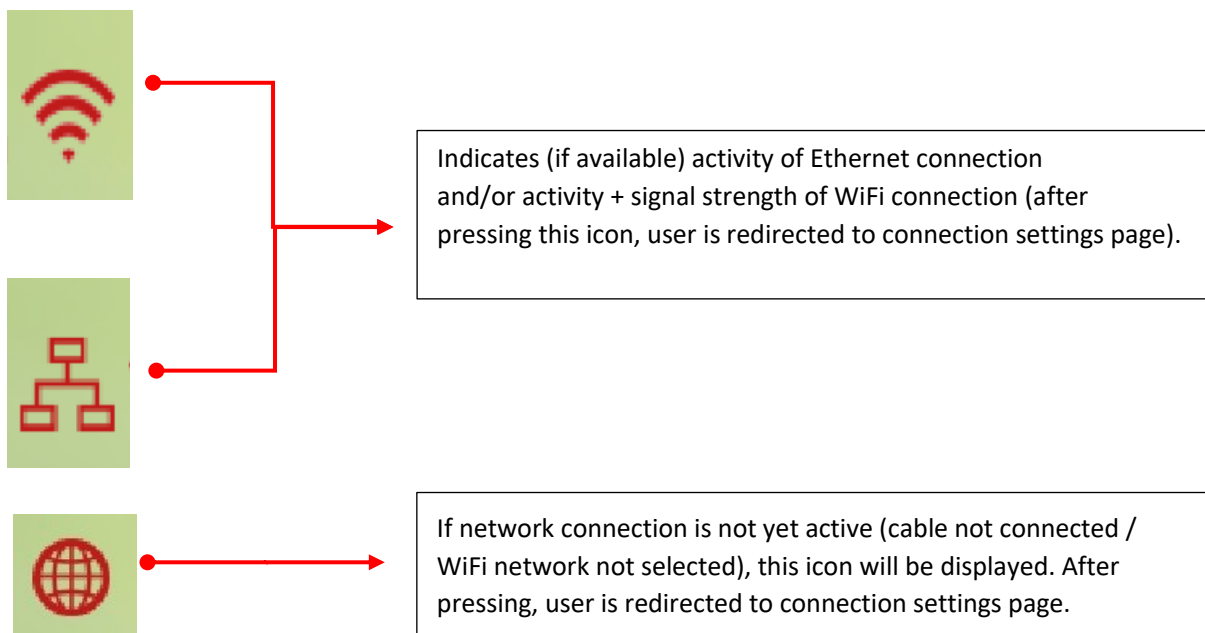 Indicates (if available) activity of Ethernet connection
and/or activity + signal strength of WiFi connection (after
pressing this icon, user is redirected to connection settings page).
If network connection is not yet active (cable not connected /
WiFi network not selected), this icon will be displayed. After
pressing, user is redirected to connection settings page.